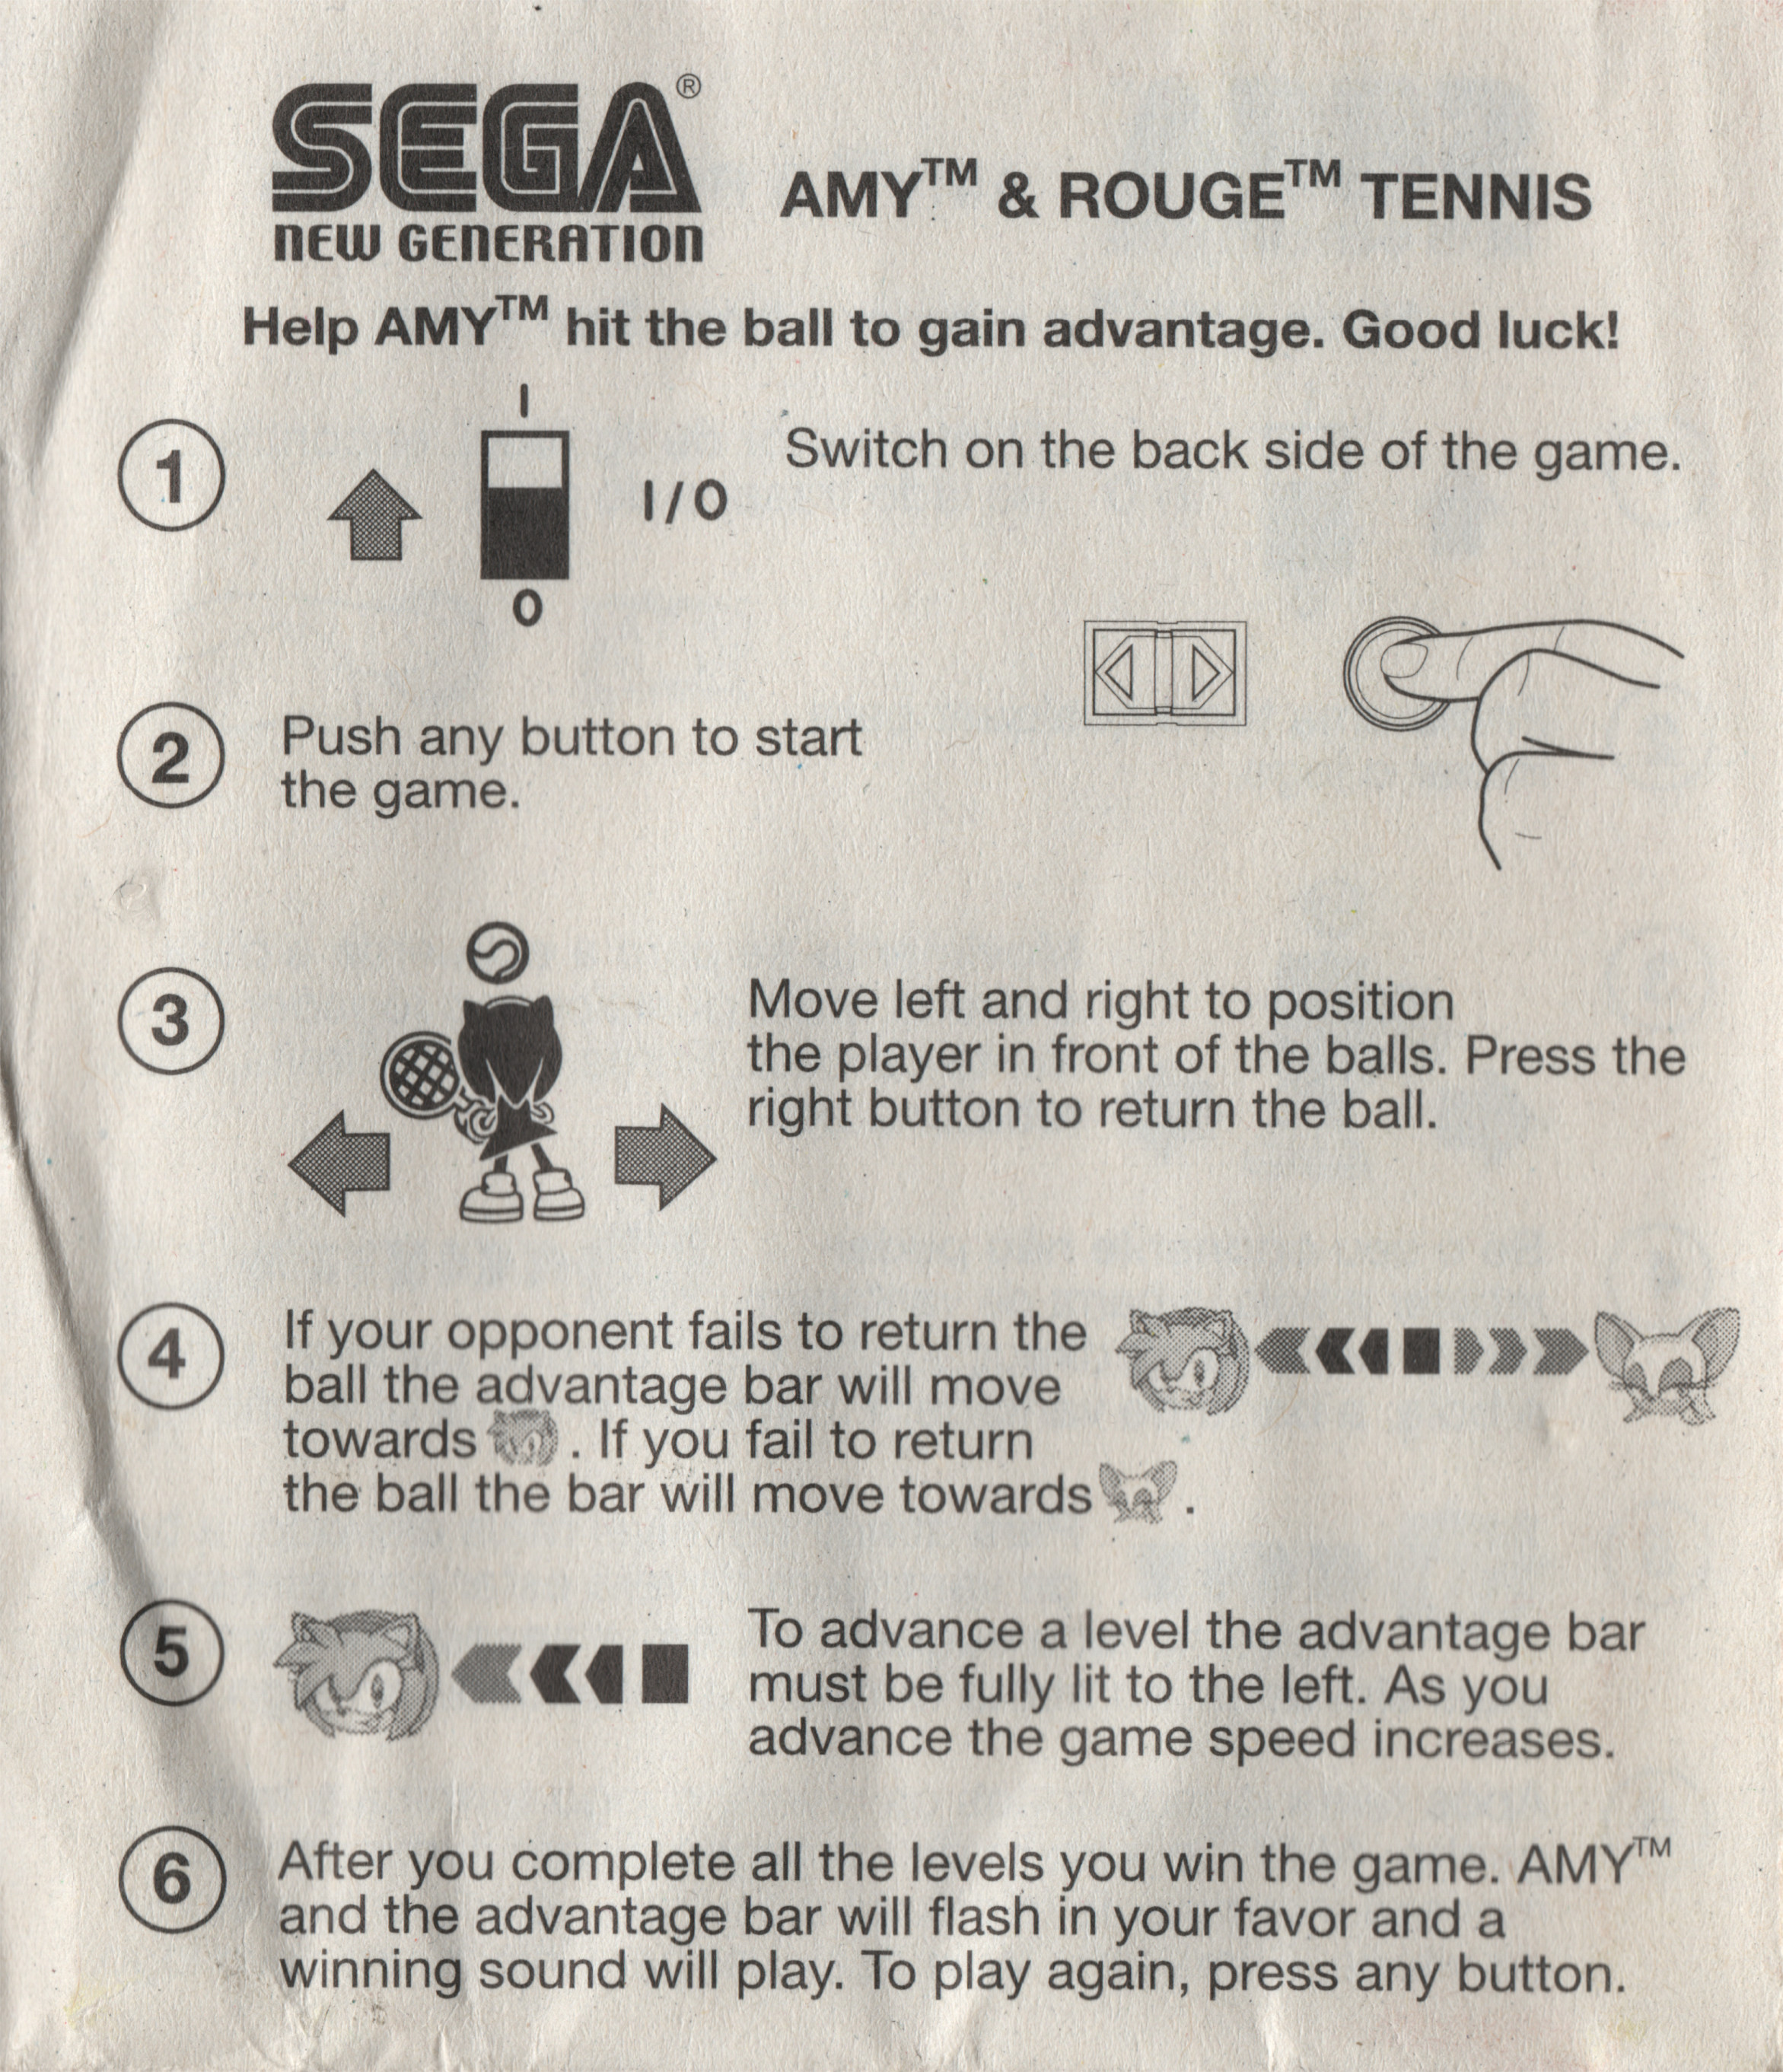 SEGA®
NEW GENERATION
AMY™ & ROUGE™ TENNIS
Help AMY™ hit the ball to gain advantage. Good luck!
1
I
I/O
O
Switch on the back side of the game.
2
Push any button to start
the game.
3
Move left and right to position
the player in front of the balls. Press the
right button to return the ball.
4
If your opponent fails to return the
ball the advantage bar will move
towards . If you fail to return
the ball the bar will move towards .
5
To advance a level the advantage bar
must be fully lit to the left. As you
advance the game speed increases.
6
After you complete all the levels you win the game. AMY™
and the advantage bar will flash in your favor and a
winning sound will play. To play again, press any button.